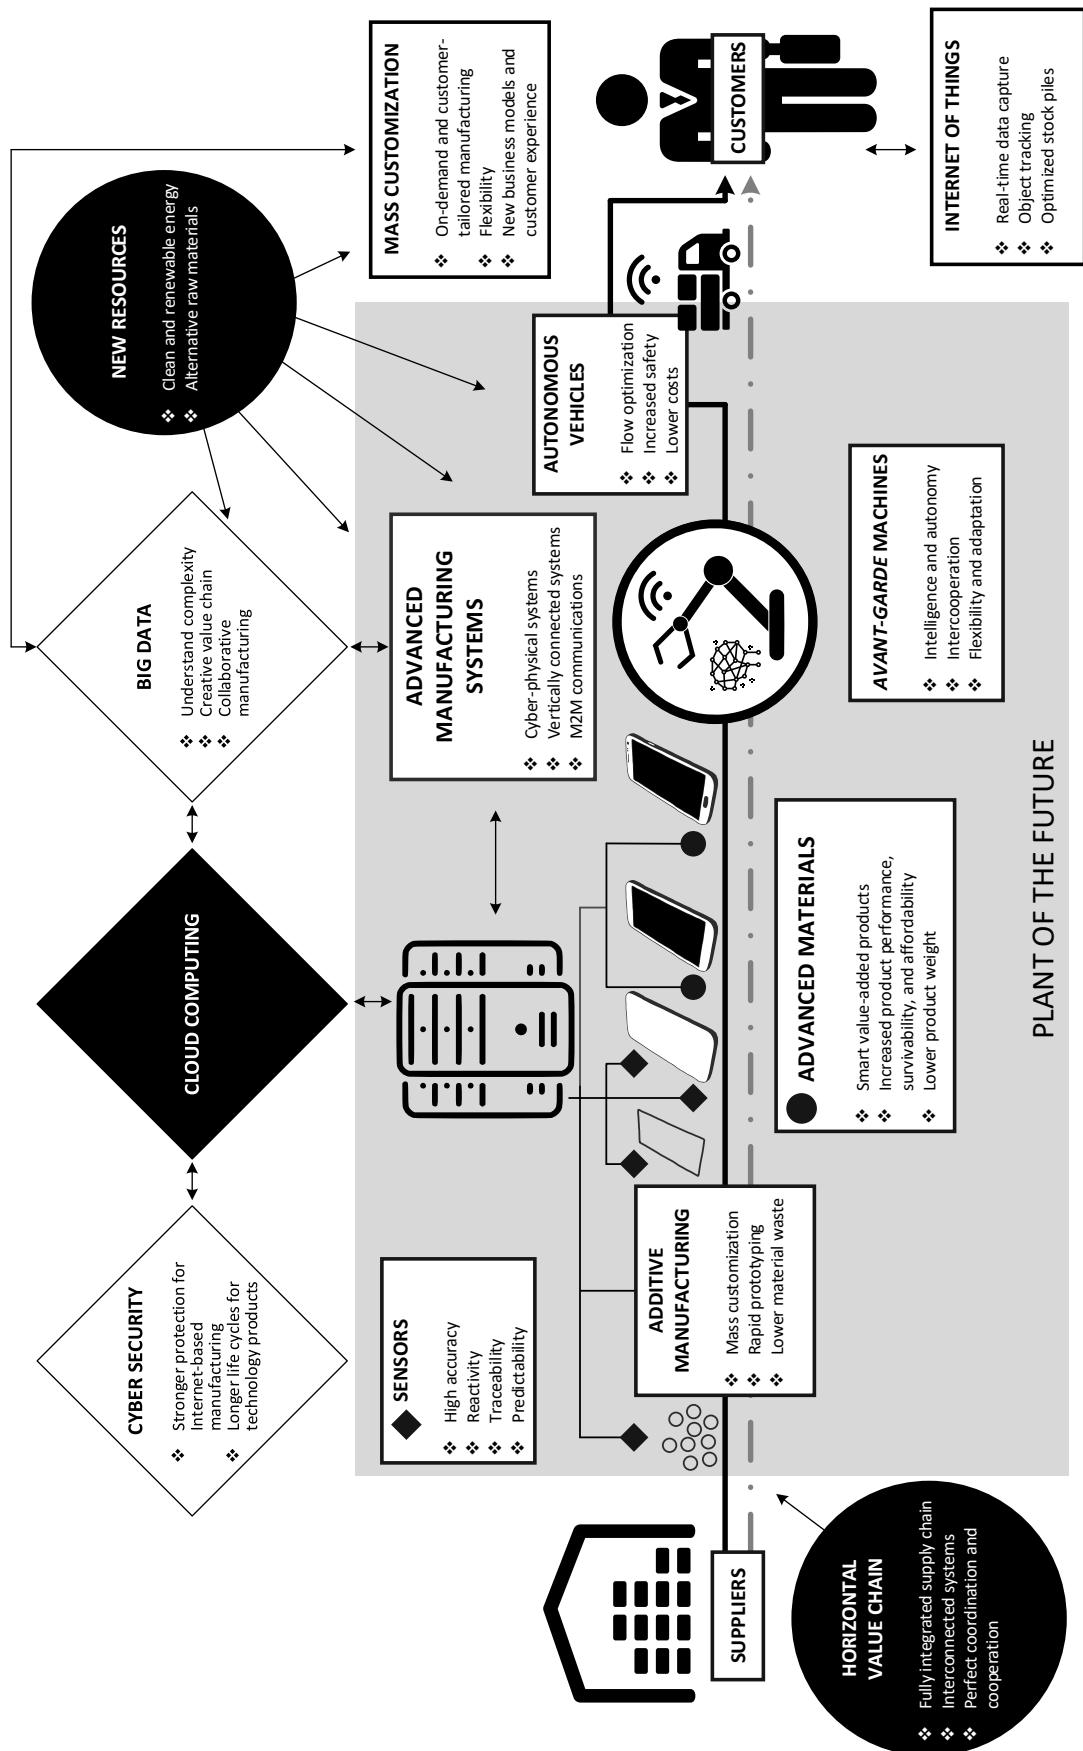 CYBER SECURITY
❖ Stronger protection for
Internet-based
manufacturing
❖ Longer life cycles for
technology products
CLOUD COMPUTING
BIG DATA
❖ Understand complexity
❖ Creative value chain
❖ Collaborative
manufacturing
NEW RESOURCES
❖ Clean and renewable energy
❖ Alternative raw materials
SENSORS
❖ High accuracy
❖ Reactivity
❖ Traceability
❖ Predictability
ADVANCED
MANUFACTURING
SYSTEMS
❖ Cyber-physical systems
❖ Vertically connected systems
❖ M2M communications
MASS CUSTOMIZATION
❖ On-demand and customer-
tailored manufacturing
❖ Flexibility
❖ New business models and
customer experience
SUPPLIERS
ADDITIVE
MANUFACTURING
❖ Mass customization
❖ Rapid prototyping
❖ Lower material waste
AUTONOMOUS
VEHICLES
❖ Flow optimization
❖ Increased safety
❖ Lower costs
CUSTOMERS
HORIZONTAL
VALUE CHAIN
❖ Fully integrated supply chain
❖ Interconnected systems
❖ Perfect coordination and
cooperation
ADVANCED MATERIALS
❖ Smart value-added products
❖ Increased product performance,
survivability, and affordability
❖ Lower product weight
AVANT-GARDE MACHINES
❖ Intelligence and autonomy
❖ Intercooperation
❖ Flexibility and adaptation
INTERNET OF THINGS
❖ Real-time data capture
❖ Object tracking
❖ Optimized stock piles
PLANT OF THE FUTURE